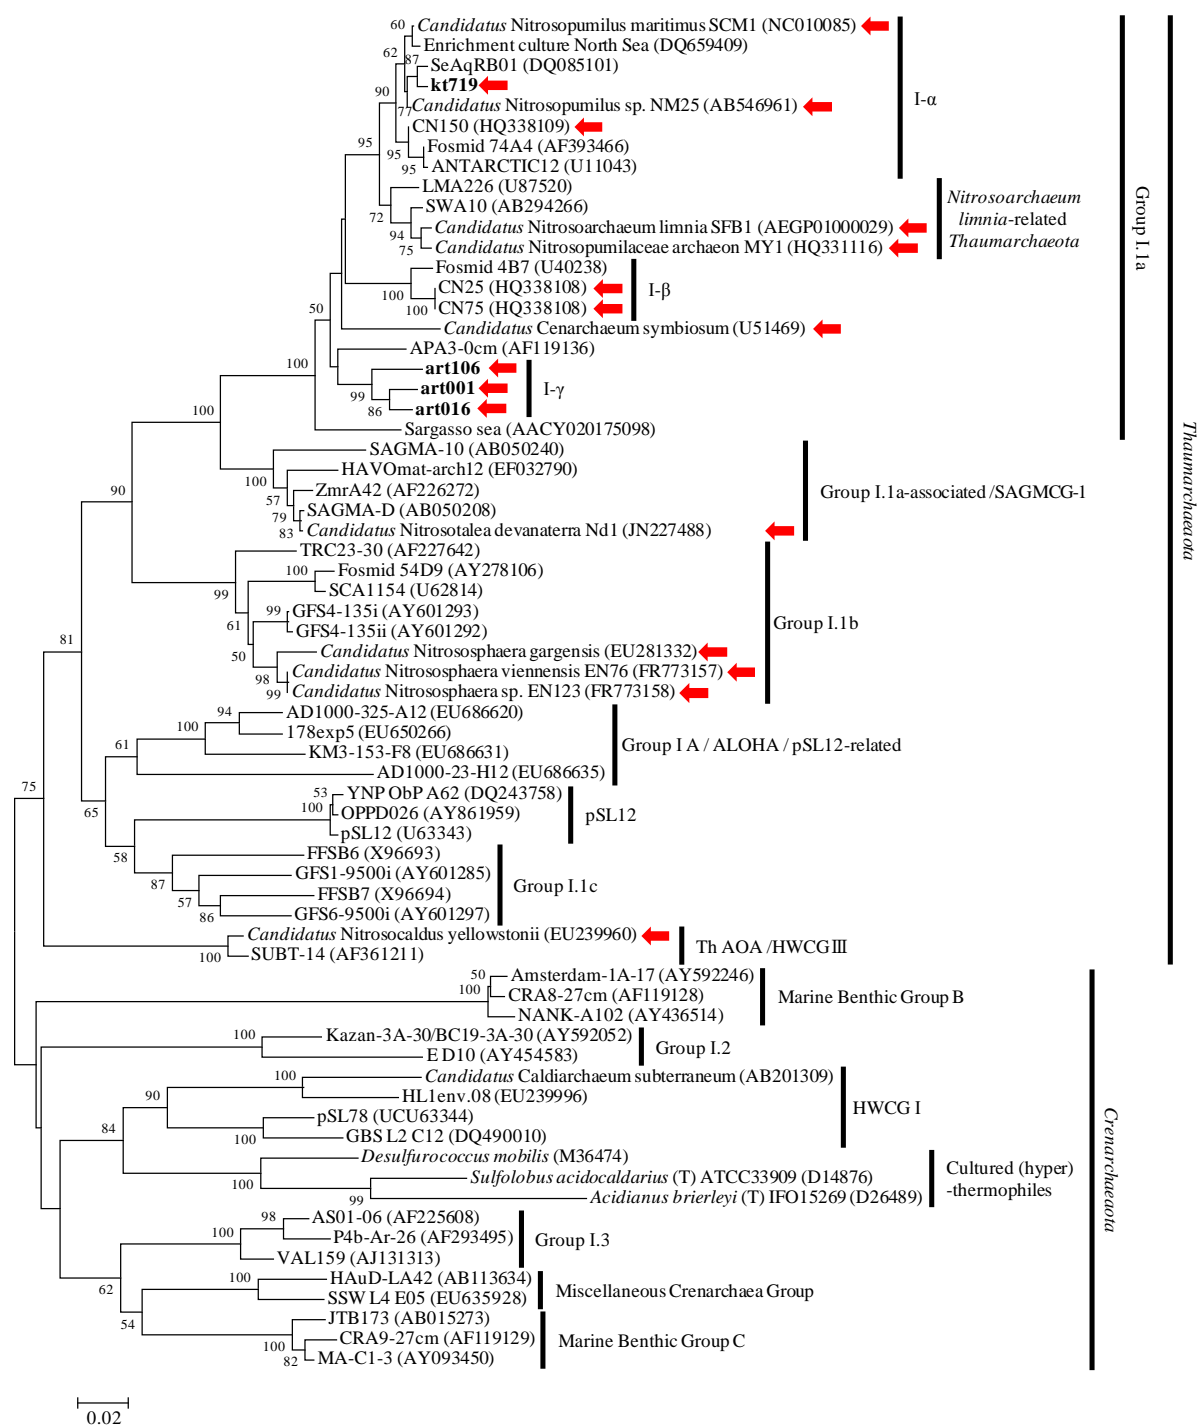 60 Candidatus Nitrosopumilus maritimus SCM1 (NC010085)
Enrichment culture North Sea (DQ659409)
62 87 SeAqRB01 (DQ085101)
kt719
90 77 Candidatus Nitrosopumilus sp. NM25 (AB546961)
I-α
CN150 (HQ338109)
95 95 Fosmid 74A4 (AF393466)
95 ANTARCTIC12 (U11043)
LMA226 (U87520)
72 SWA10 (AB294266)
94 Candidatus Nitrosoarchaeum limnia SFB1 (AEGP01000029)
75 Candidatus Nitrosopumilaceae archaeon MY1 (HQ331116)
Nitrosoarchaeum
limnia-related
Thaumarchaeota
Group I.1a
Fosmid 4B7 (U40238)
100 CN25 (HQ338108)
100 CN75 (HQ338108)
I-β
50 Candidatus Cenarchaeum symbiosum (U51469)
APA3-0cm (AF119136)
100 art106
99 art001
86 art016
I-γ
100 Sargasso sea (AACY020175098)
SAGMA-10 (AB050240)
100 HAVOmat-arch12 (EF032790)
57 ZmrA42 (AF226272)
79 SAGMA-D (AB050208)
83 Candidatus Nitrosotalea devanaterra Nd1 (JN227488)
Group I.1a-associated /SAGMCG-1
Thaumarchaeaota
90 TRC23-30 (AF227642)
100 Fosmid 54D9 (AY278106)
99 SCA1154 (U62814)
99 GFS4-135i (AY601293)
61 GFS4-135ii (AY601292)
50 Candidatus Nitrososphaera gargensis (EU281332)
98 Candidatus Nitrososphaera viennensis EN76 (FR773157)
99 Candidatus Nitrososphaera sp. EN123 (FR773158)
Group I.1b
81
94 AD1000-325-A12 (EU686620)
100 178exp5 (EU650266)
61 KM3-153-F8 (EU686631)
AD1000-23-H12 (EU686635)
Group I A / ALOHA / pSL12-related
75
65
53 YNP ObP A62 (DQ243758)
100 OPPD026 (AY861959)
pSL12 (U63343)
pSL12
58 FFSB6 (X96693)
87 GFS1-9500i (AY601285)
57 FFSB7 (X96694)
86 GFS6-9500i (AY601297)
Group I.1c
Candidatus Nitrosocaldus yellowstonii (EU239960)
100 SUBT-14 (AF361211)
Th AOA /HWCGⅢ
50 Amsterdam-1A-17 (AY592246)
100 CRA8-27cm (AF119128)
NANK-A102 (AY436514)
Marine Benthic Group B
100 Kazan-3A-30/BC19-3A-30 (AY592052)
E D10 (AY454583)
Group I.2
100 Candidatus Caldiarchaeum subterraneum (AB201309)
90 HL1env.08 (EU239996)
pSL78 (UCU63344)
84 100 GBS L2 C12 (DQ490010)
HWCG I
Crenarchaeaota
Desulfurococcus mobilis (M36474)
100 Sulfolobus acidocaldarius (T) ATCC33909 (D14876)
99 Acidianus brierleyi (T) IFO15269 (D26489)
Cultured (hyper)
-thermophiles
98 AS01-06 (AF225608)
100 P4b-Ar-26 (AF293495)
VAL159 (AJ131313)
Group I.3
62
100 HAuD-LA42 (AB113634)
SSW L4 E05 (EU635928)
Miscellaneous Crenarchaea Group
54 JTB173 (AB015273)
100 CRA9-27cm (AF119129)
82 MA-C1-3 (AY093450)
Marine Benthic Group C
0.02